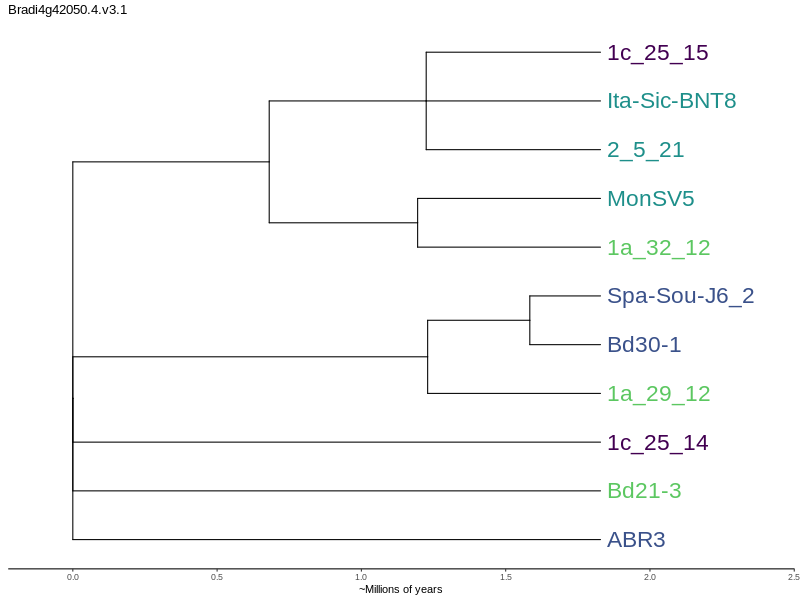 Bradi4g42050.4.v3.1
1c_25_15
Ita-Sic-BNT8
2_5_21
MonSV5
1a_32_12
Spa-Sou-J6_2
Bd30-1
1a_29_12
1c_25_14
Bd21-3
ABR3
0.0 0.5 1.0 1.5 2.0 2.5
~Millions of years